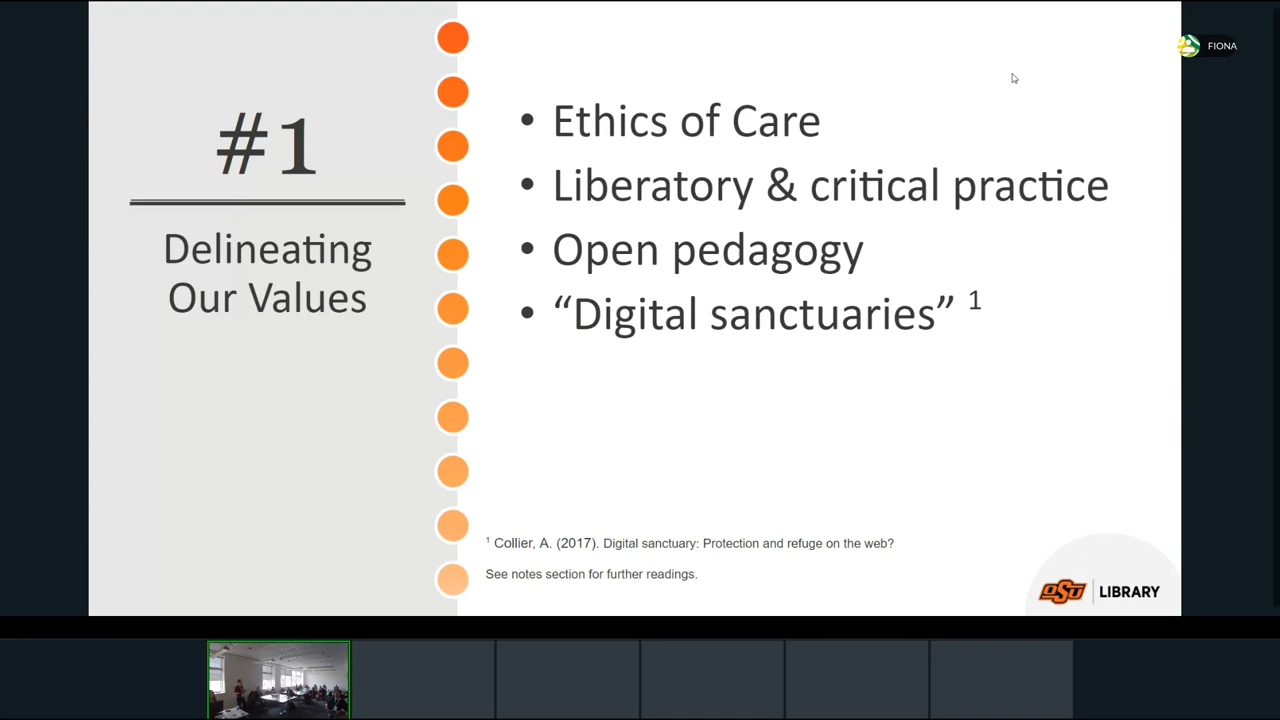 #1
Delineating
Our Values
• Ethics of Care
• Liberatory & critical practice
• Open pedagogy
• “Digital sanctuaries” 1
1 Collier, A. (2017). Digital sanctuary: Protection and refuge on the web?
See notes section for further readings.
OSU LIBRARY
FIONA